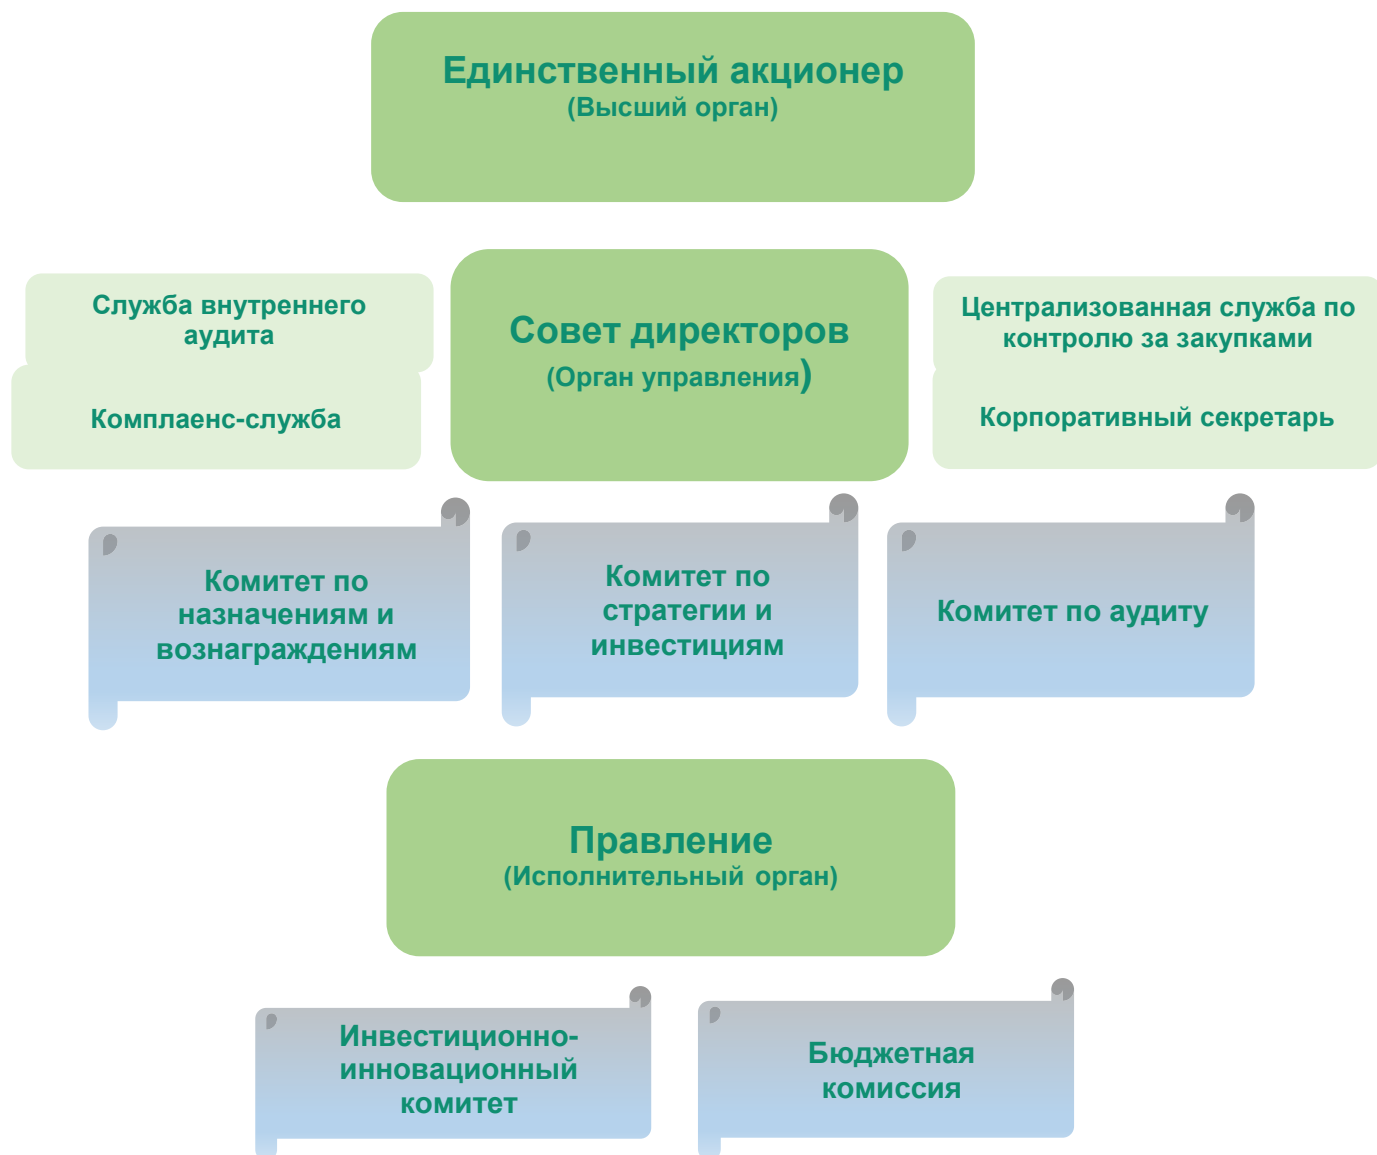 Единственный акционер
(Высший орган)
Служба внутреннего
аудита
Комплаенс-служба
Совет директоров
(Орган управления)
Централизованная служба по
контролю за закупками
Корпоративный секретарь
Комитет по
назначениям и
вознаграждениям
Комитет по
стратегии и
инвестициям
Комитет по аудиту
Правление
(Исполнительный орган)
Инвестиционно-
инновационный
комитет
Бюджетная
комиссия